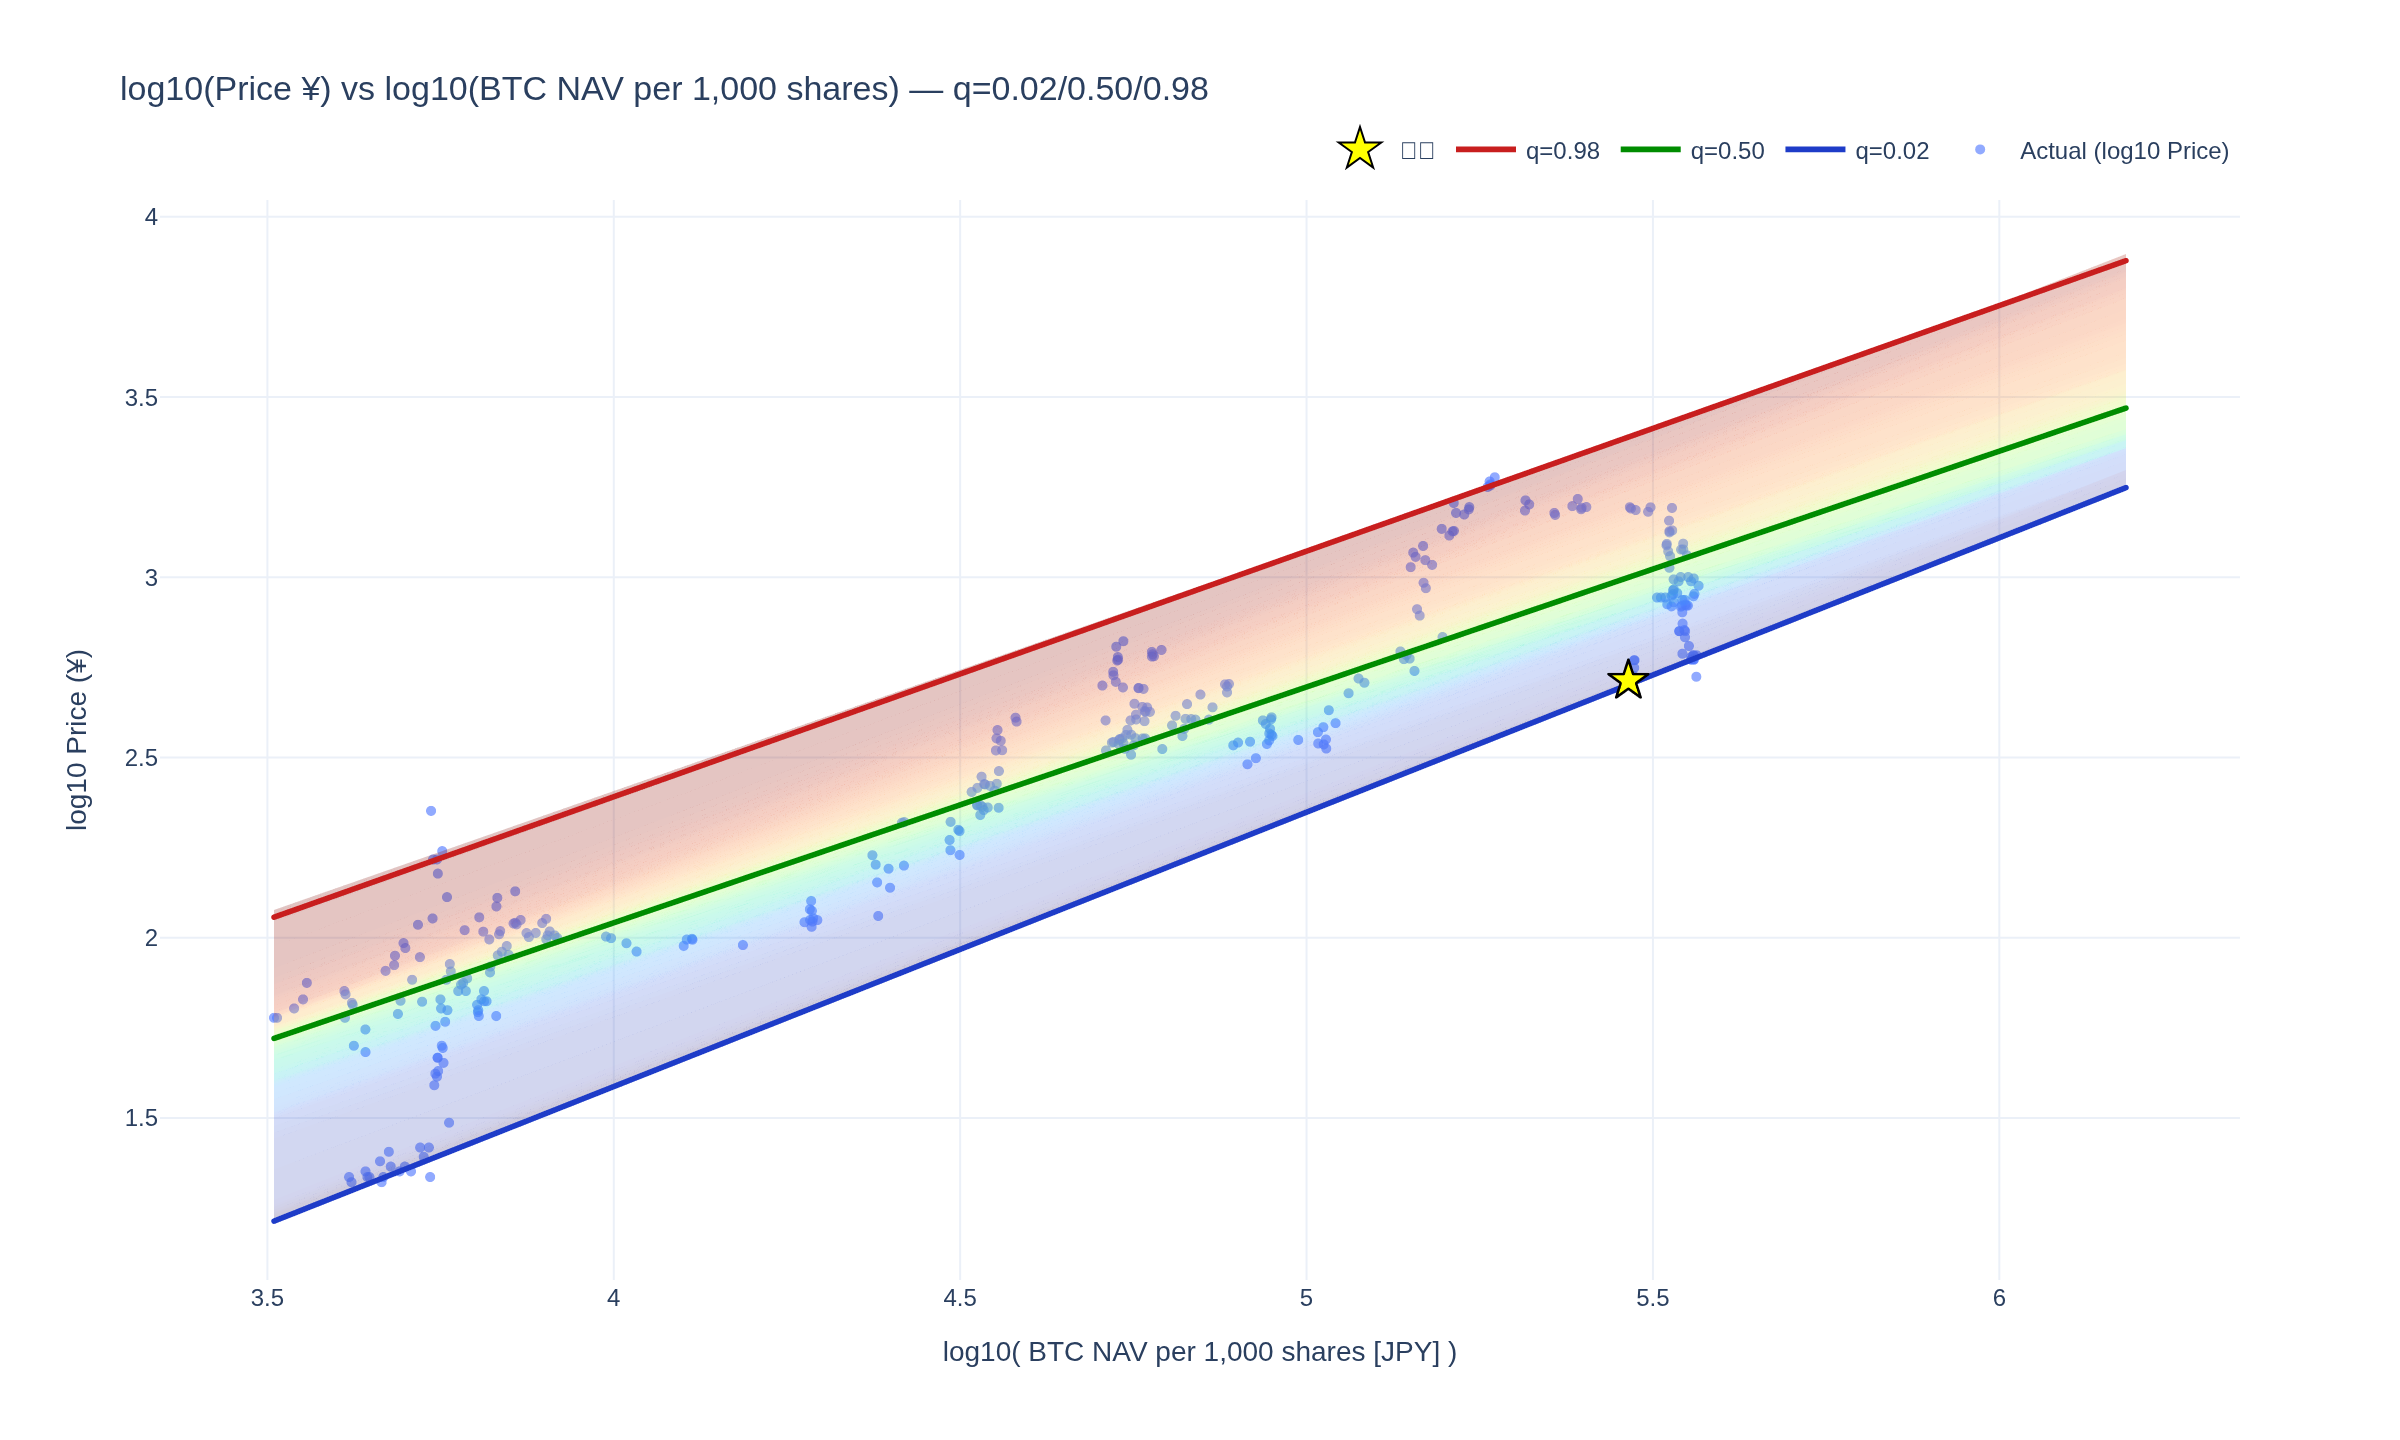 log10(Price ¥) vs log10(BTC NAV per 1,000 shares) — q=0.02/0.50/0.98
q=0.98 q=0.50 q=0.02 Actual (log10 Price)
4
3.5
3
2.5
2
1.5
log10 Price (¥)
3.5 4 4.5 5 5.5 6
log10( BTC NAV per 1,000 shares [JPY] )